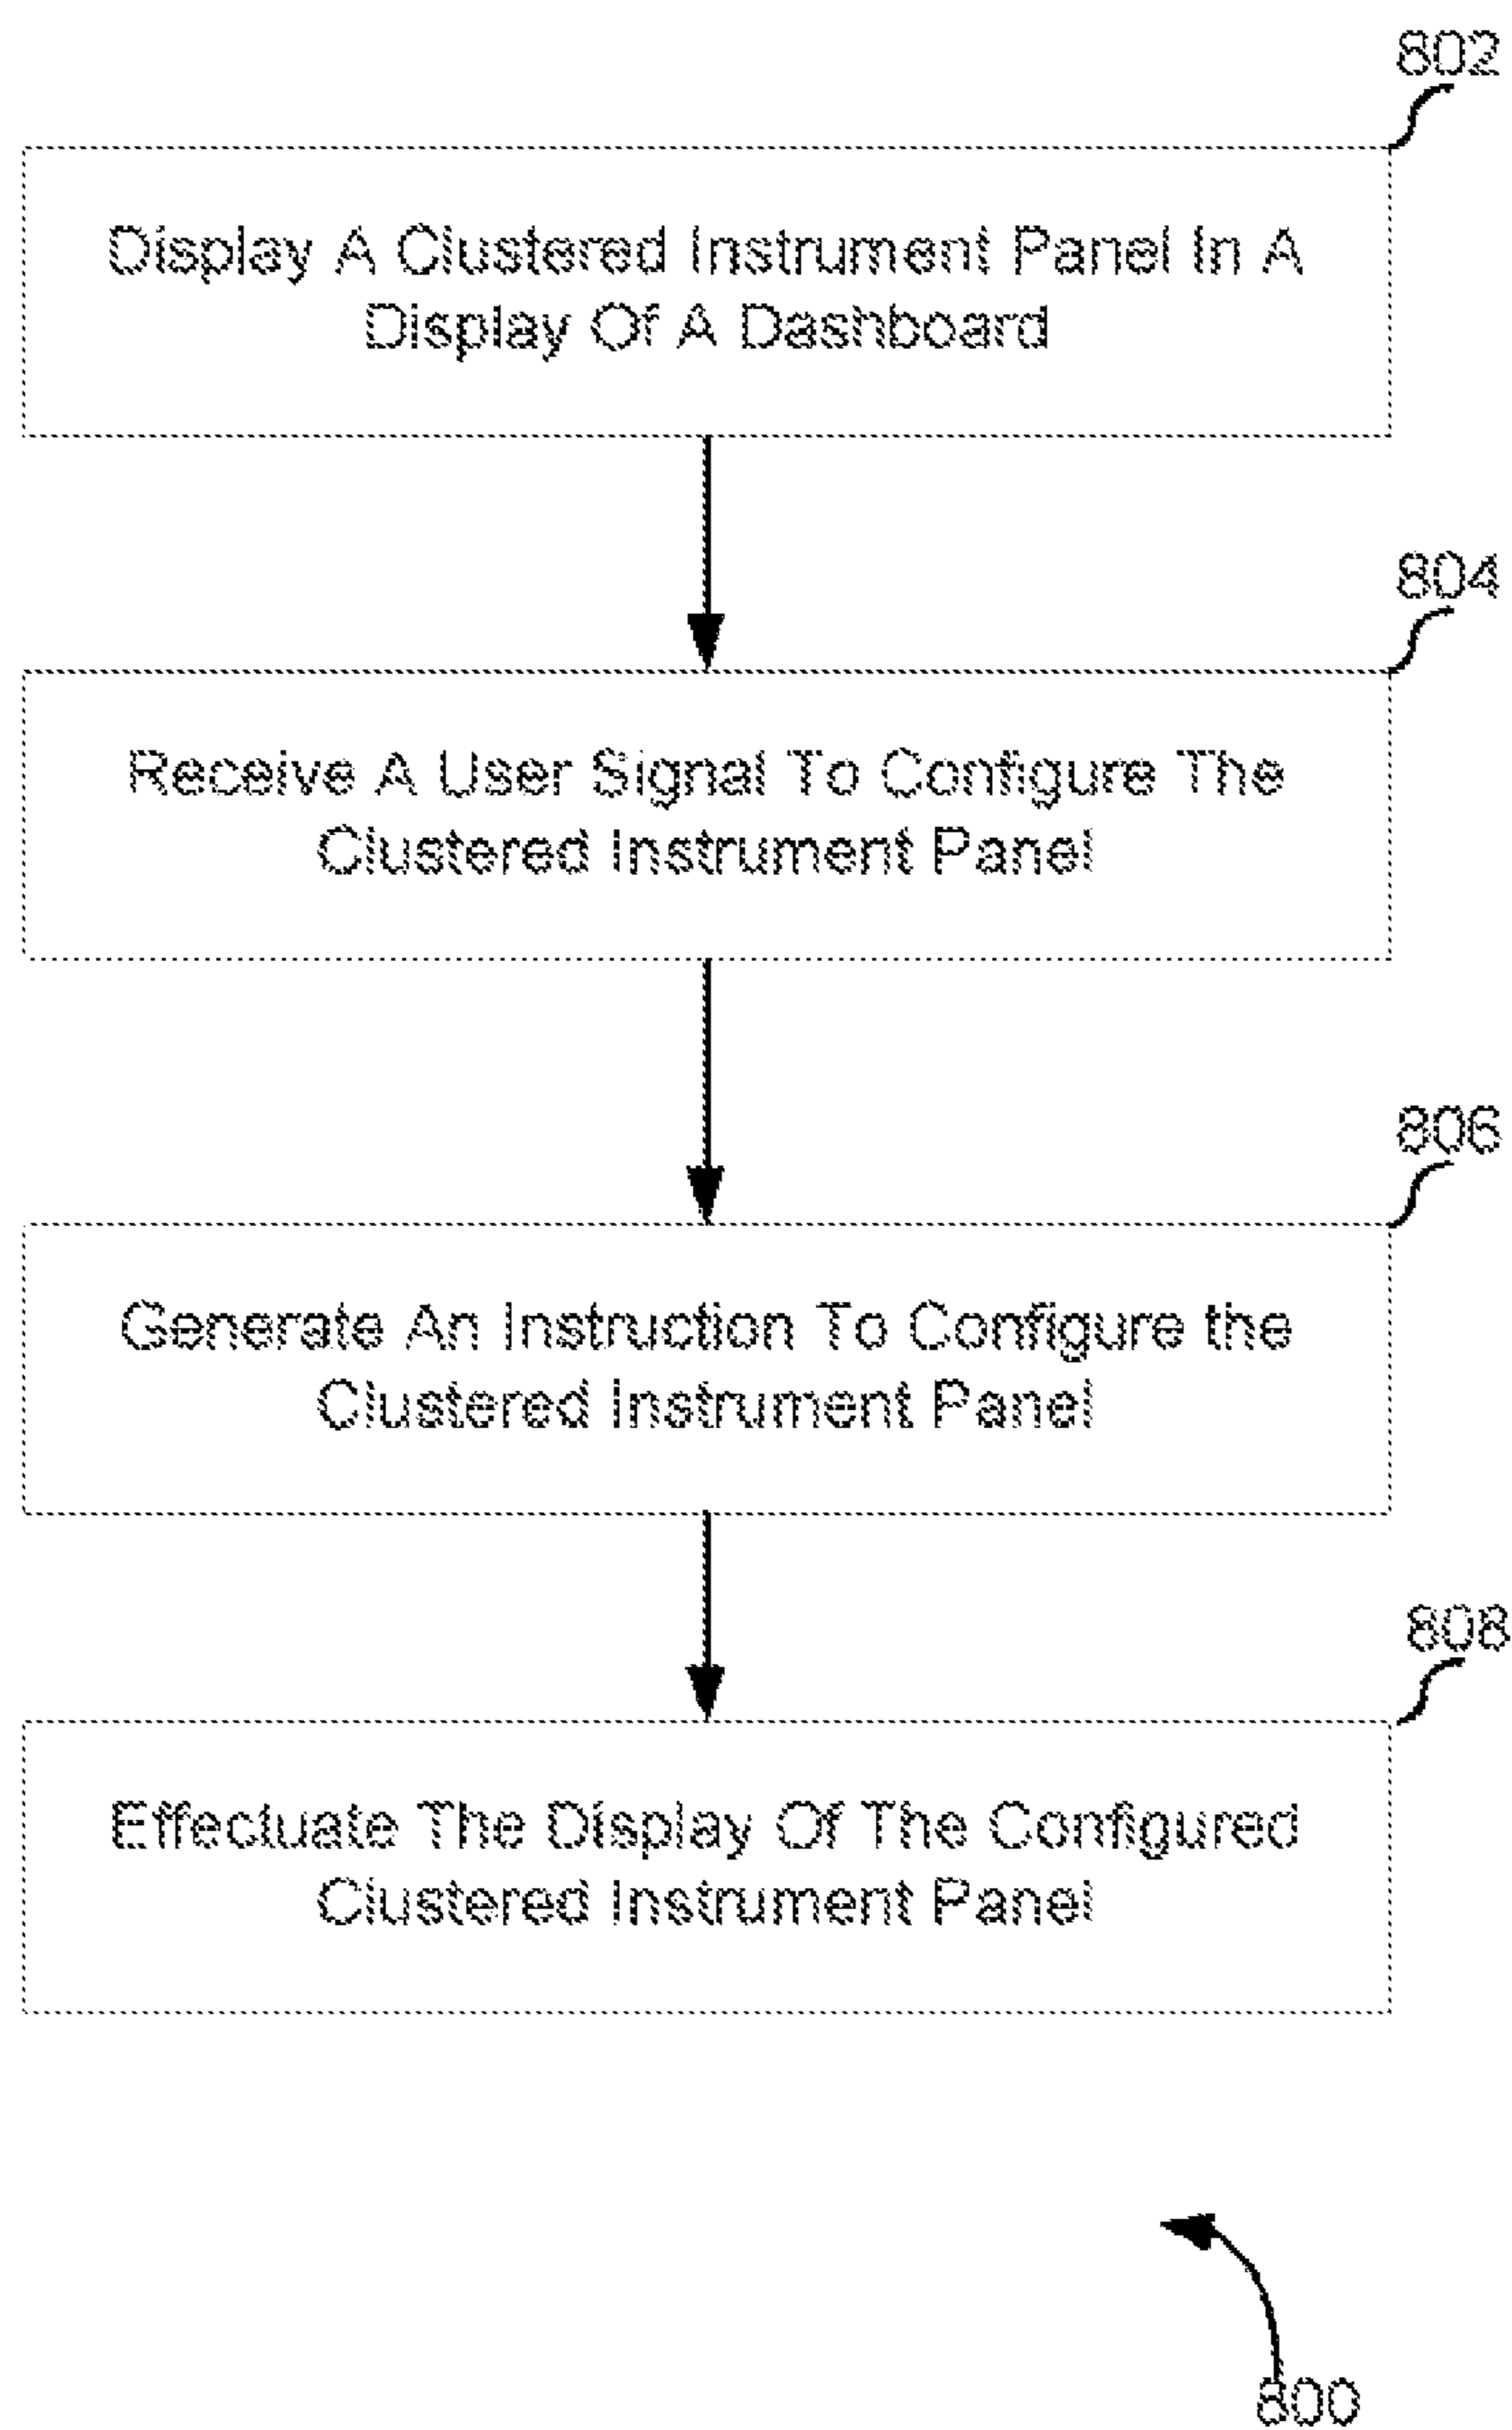 802
Display A Clustered Instrument Panel In A
Display Of A Dashboard
804
Receive A User Signal To Configure The
Clustered Instrument Panel
806
Generate An Instruction To Configure the
Clustered Instrument Panel
808
Effectuate The Display Of The Configured
Clustered Instrument Panel
800